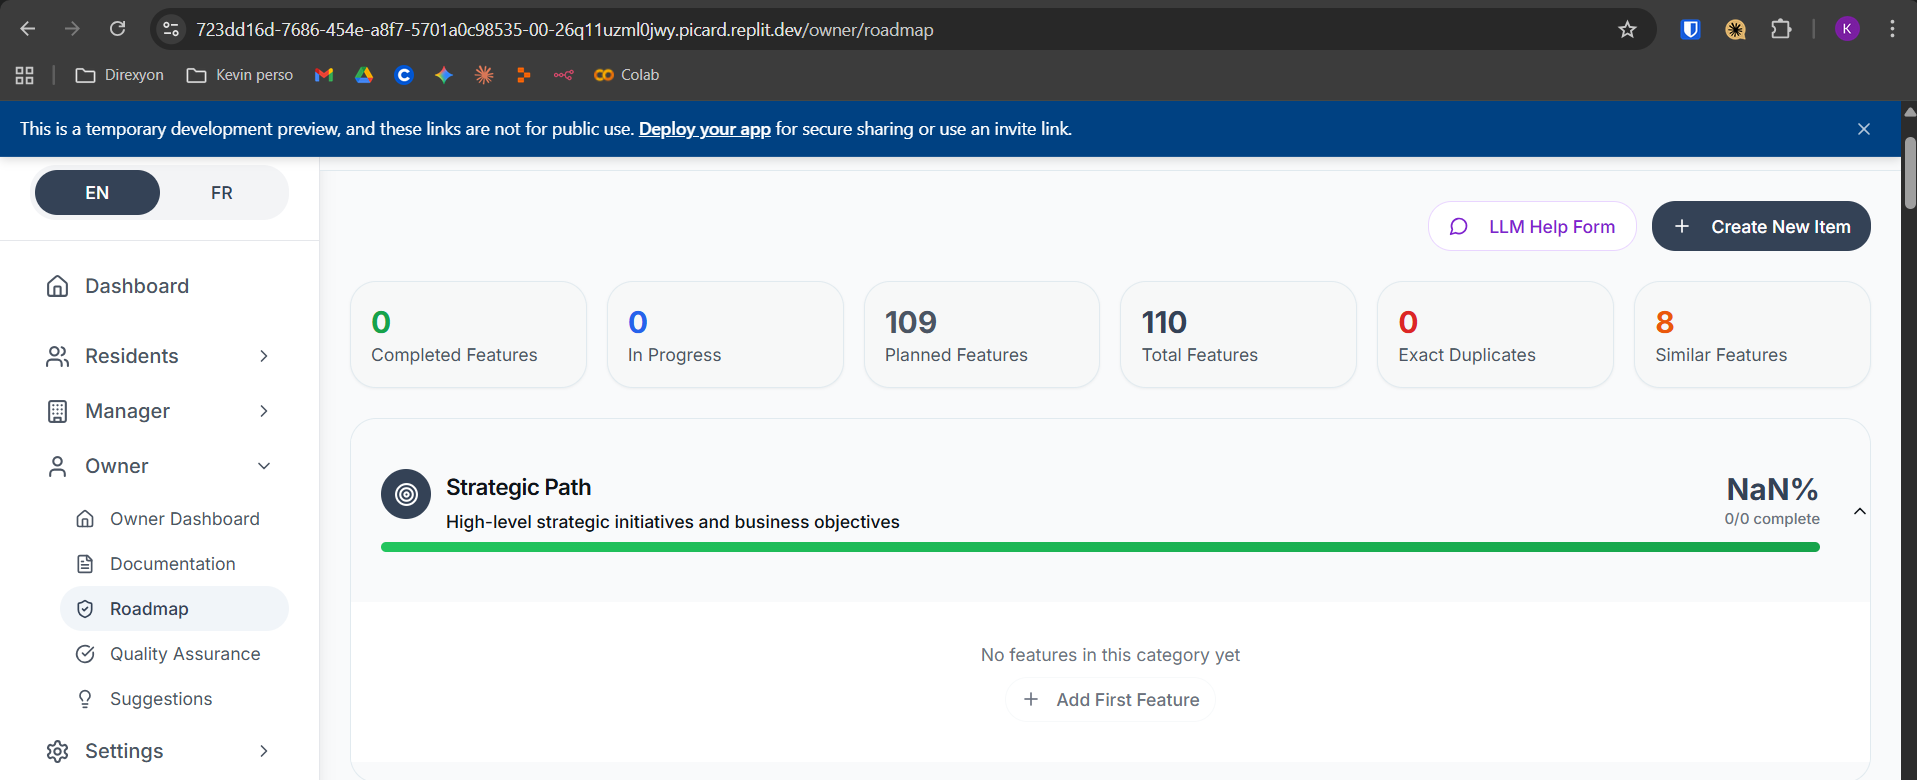 723dd16d-7686-454e-a8f7-5701a0c98535-00-26q11uzml0jwy.picard.replit.dev/owner/roadmap
K
Direxyon
Kevin perso
Colab
This is a temporary development preview, and these links are not for public use. Deploy your app for secure sharing or use an invite link.
EN
FR
Dashboard
Residents
Manager
Owner
Owner Dashboard
Documentation
Roadmap
Quality Assurance
Suggestions
Settings
LLM Help Form
Create New Item
0
Completed Features
0
In Progress
109
Planned Features
110
Total Features
0
Exact Duplicates
8
Similar Features
Strategic Path
High-level strategic initiatives and business objectives
NaN%
0/0 complete
No features in this category yet
Add First Feature